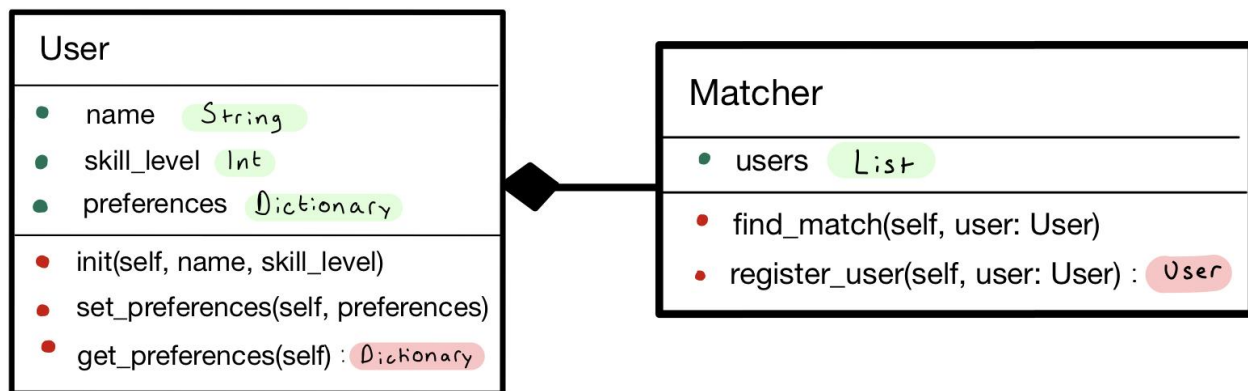 User
name String
skill_level Int
preferences Dictionary
init(self, name, skill_level)
set_preferences(self, preferences)
get_preferences(self) : Dictionary
Matcher
users List
find_match(self, user: User)
register_user(self, user: User) : User